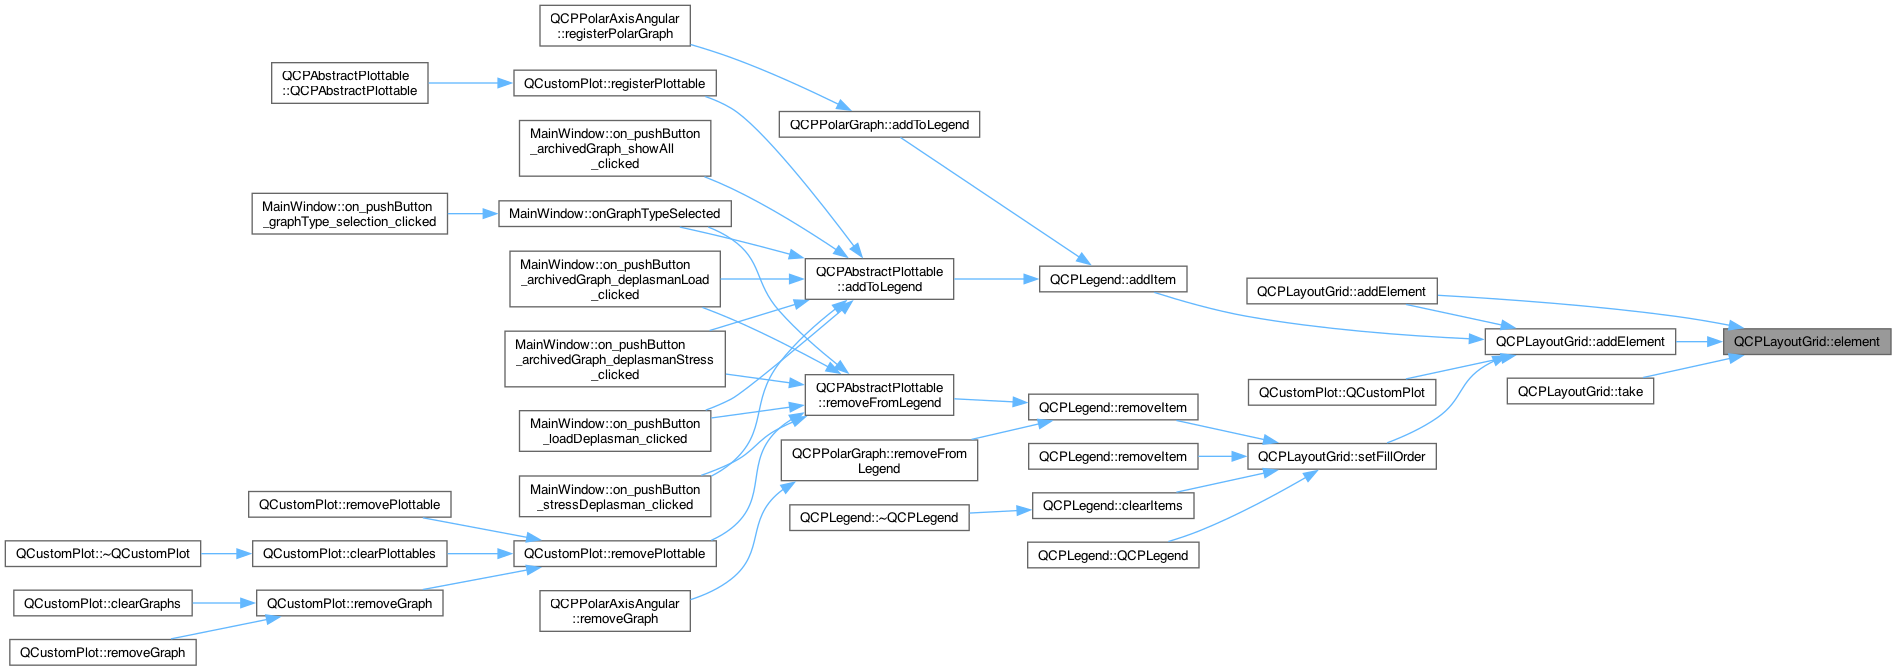 QCPPolarAxisAngular
::registerPolarGraph
QCPAbstractPlottable
::QCPAbstractPlottable
QCustomPlot::registerPlottable
MainWindow::on_pushButton
_archivedGraph_showAll
_clicked
QCPPolarGraph::addToLegend
MainWindow::on_pushButton
_graphType_selection_clicked
MainWindow::onGraphTypeSelected
MainWindow::on_pushButton
_archivedGraph_deplasmanLoad
_clicked
QCPAbstractPlottable
::addToLegend
QCPLegend::addItem
QCPLayoutGrid::addElement
MainWindow::on_pushButton
_archivedGraph_deplasmanStress
_clicked
QCPLayoutGrid::addElement
QCPLayoutGrid::element
QCPAbstractPlottable
::removeFromLegend
QCustomPlot::QCustomPlot
QCPLayoutGrid::take
QCPLegend::removeItem
MainWindow::on_pushButton
_loadDeplasman_clicked
QCPPolarGraph::removeFrom
Legend
QCPLegend::removeItem
QCPLayoutGrid::setFillOrder
MainWindow::on_pushButton
_stressDeplasman_clicked
QCPLegend::~QCPLegend
QCPLegend::clearItems
QCustomPlot::removePlottable
QCustomPlot::~QCustomPlot
QCustomPlot::clearPlottables
QCustomPlot::removePlottable
QCPLegend::QCPLegend
QCustomPlot::clearGraphs
QCustomPlot::removeGraph
QCPPolarAxisAngular
::removeGraph
QCustomPlot::removeGraph